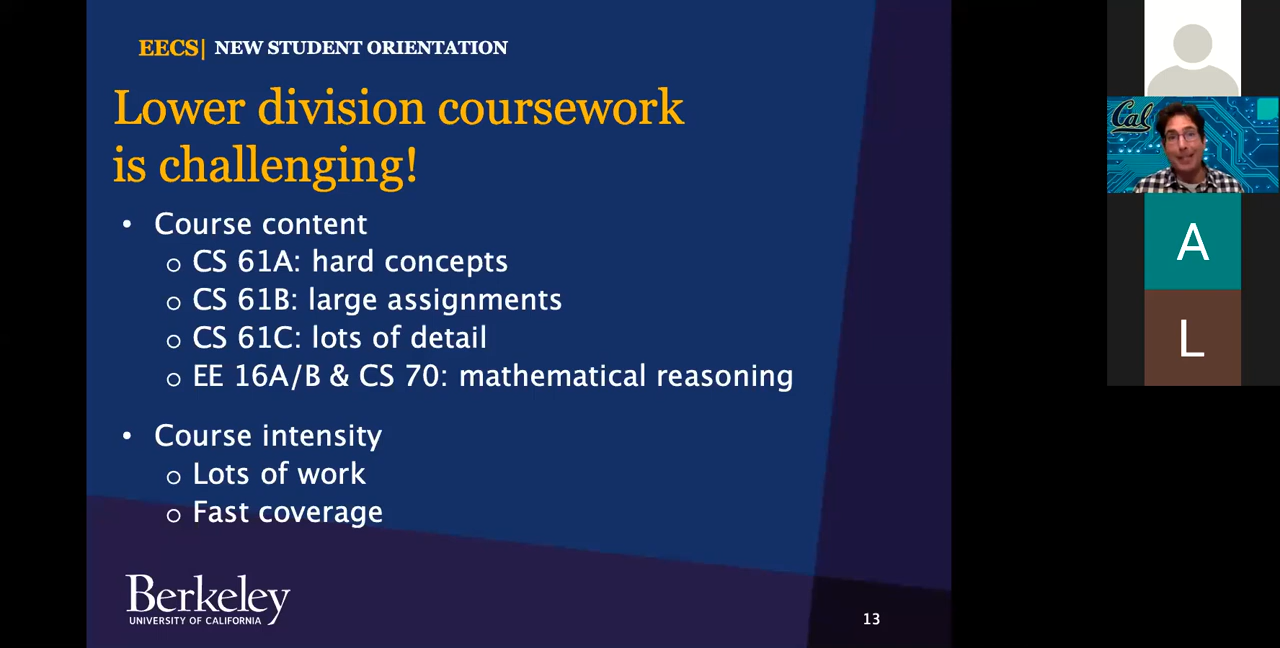 EECS| NEW STUDENT ORIENTATION
Lower division coursework
is challenging!
• Course content
o CS 61A: hard concepts
o CS 61B: large assignments
o CS 61C: lots of detail
o EE 16A/B & CS 70: mathematical reasoning
• Course intensity
o Lots of work
o Fast coverage
Berkeley
UNIVERSITY OF CALIFORNIA
13
Cal
A
L